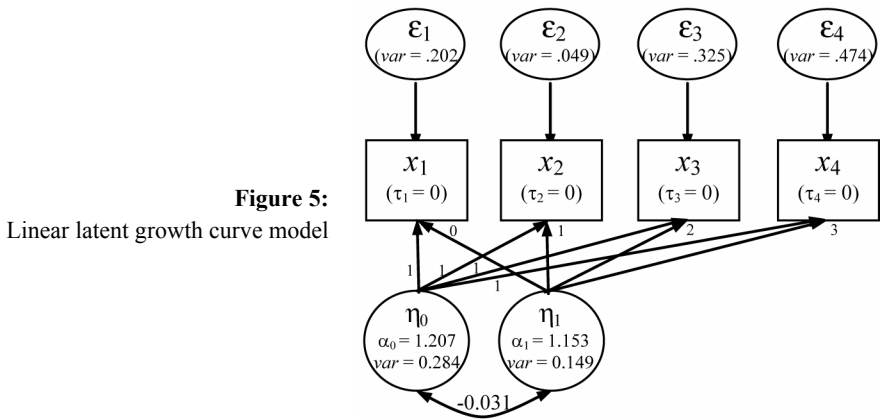 ε1 ε2 ε3 ε4
(var = .202 (var = .049) (var = .325) (var = .474)
x1 x2 x3 x4
(τ1 = 0) (τ2 = 0) (τ3 = 0) (τ4 = 0)
Figure 5:
Linear latent growth curve model
0 1 2 3
1 1 1 1
η0 η1
α0 = 1.207 α1 = 1.153
var = 0.284 var = 0.149
-0.031